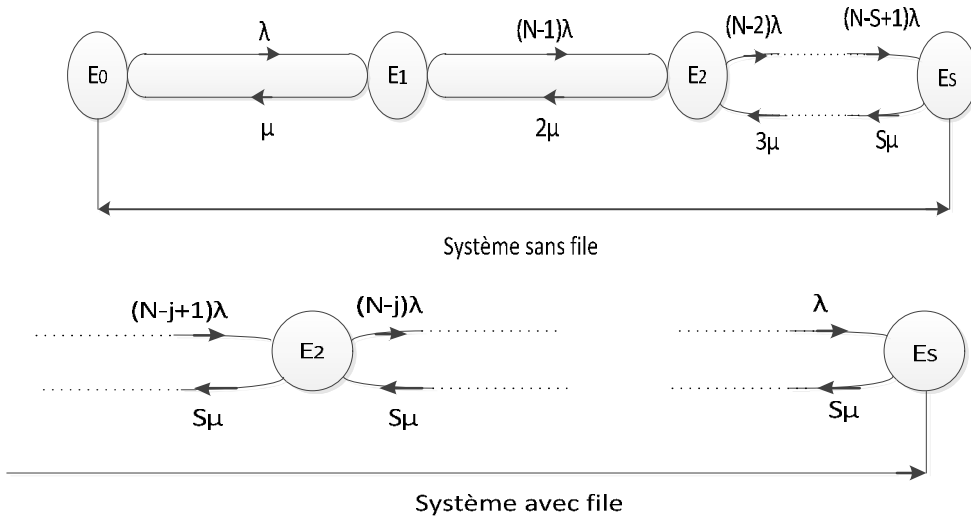 λ (N-1)λ (N-2)λ (N-S+1)λ
E0 E1 E2 Es
μ 2μ 3μ Sμ
Système sans file
(N-j+1)λ (N-j)λ λ
E2 Es
Sμ Sμ Sμ
Système avec file